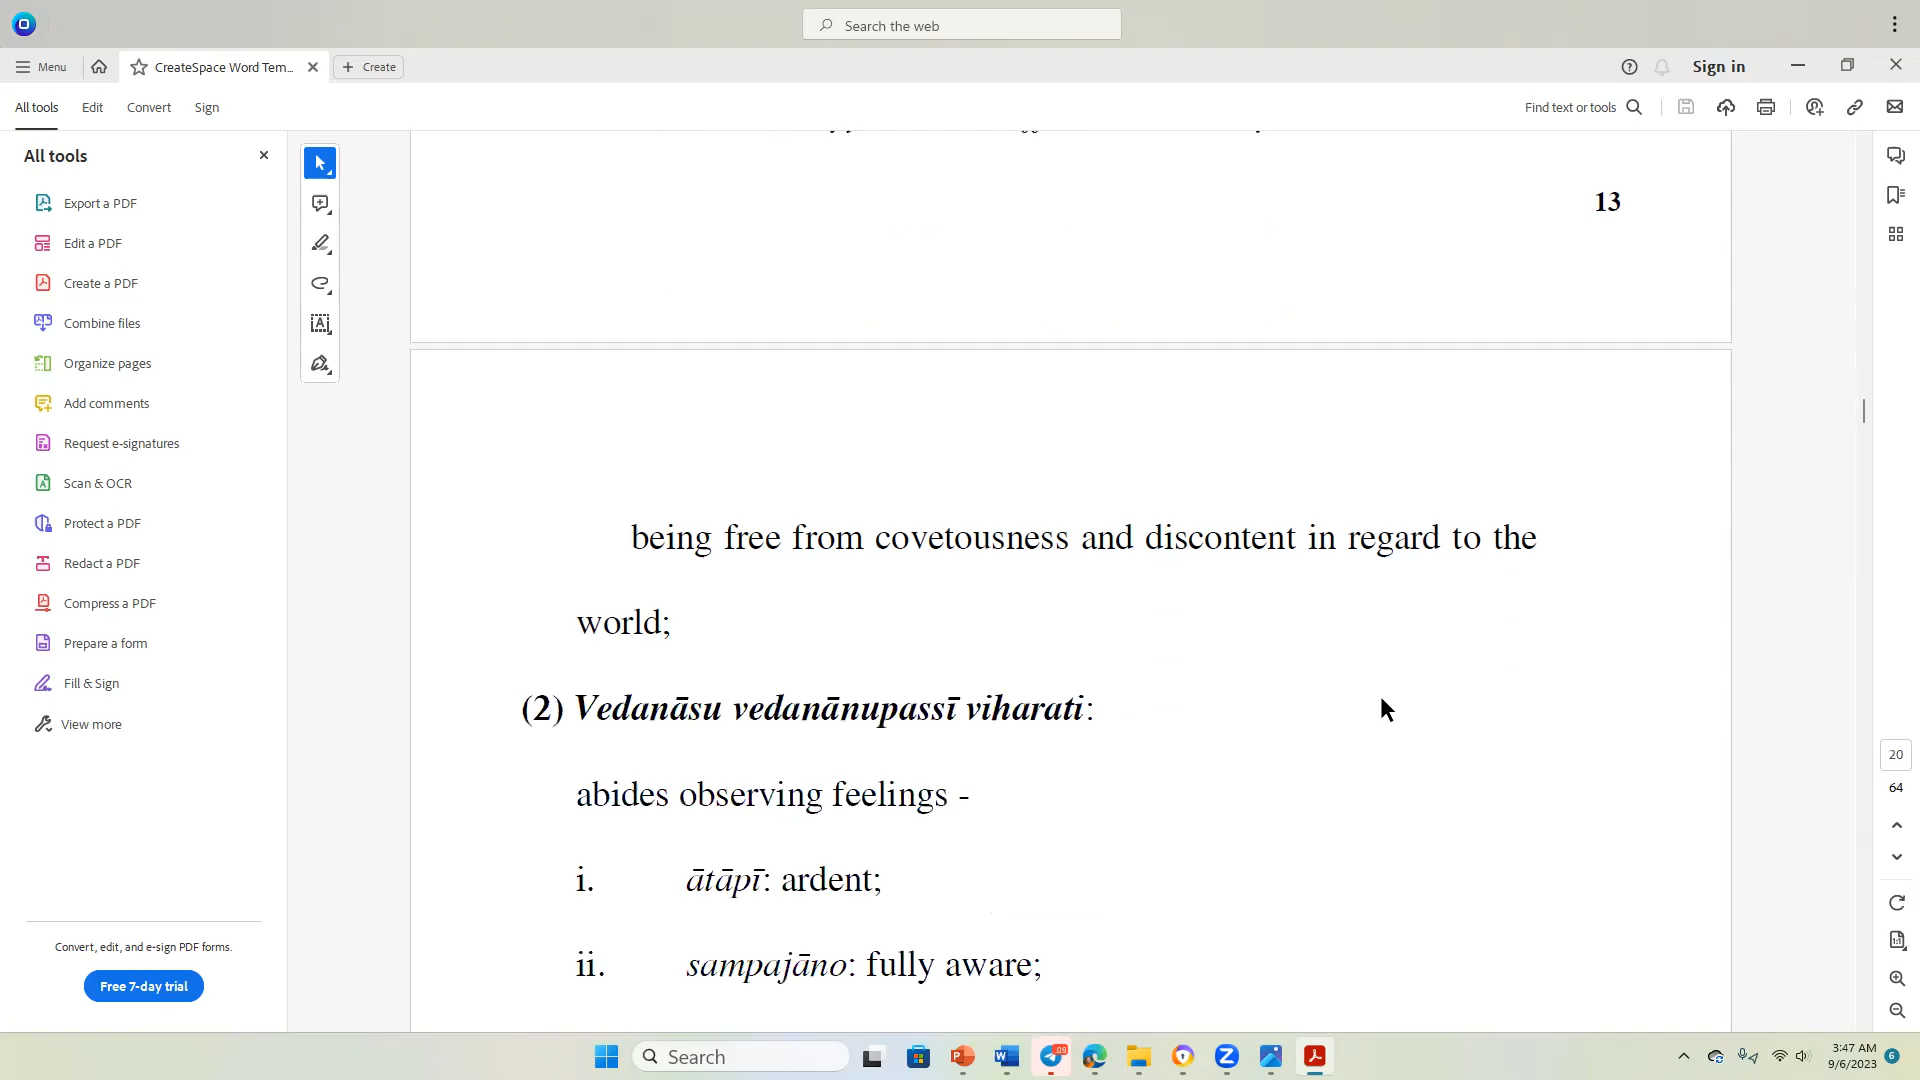 Search the web
Menu
CreateSpace Word Tem...
Create
Sign in
All tools
Edit
Convert
Sign
Find text or tools
All tools
Export a PDF
Edit a PDF
Create a PDF
Combine files
Organize pages
Add comments
Request e-signatures
Scan & OCR
Protect a PDF
Redact a PDF
Compress a PDF
Prepare a form
Fill & Sign
View more
Convert, edit, and e-sign PDF forms.
Free 7-day trial
13
being free from covetousness and discontent in regard to the
world;
(2) Vedanāsu vedanānupassī viharati:
abides observing feelings -
i. ātāpī: ardent;
ii. sampajāno: fully aware;
20
64
Search
3:47 AM
9/6/2023
6